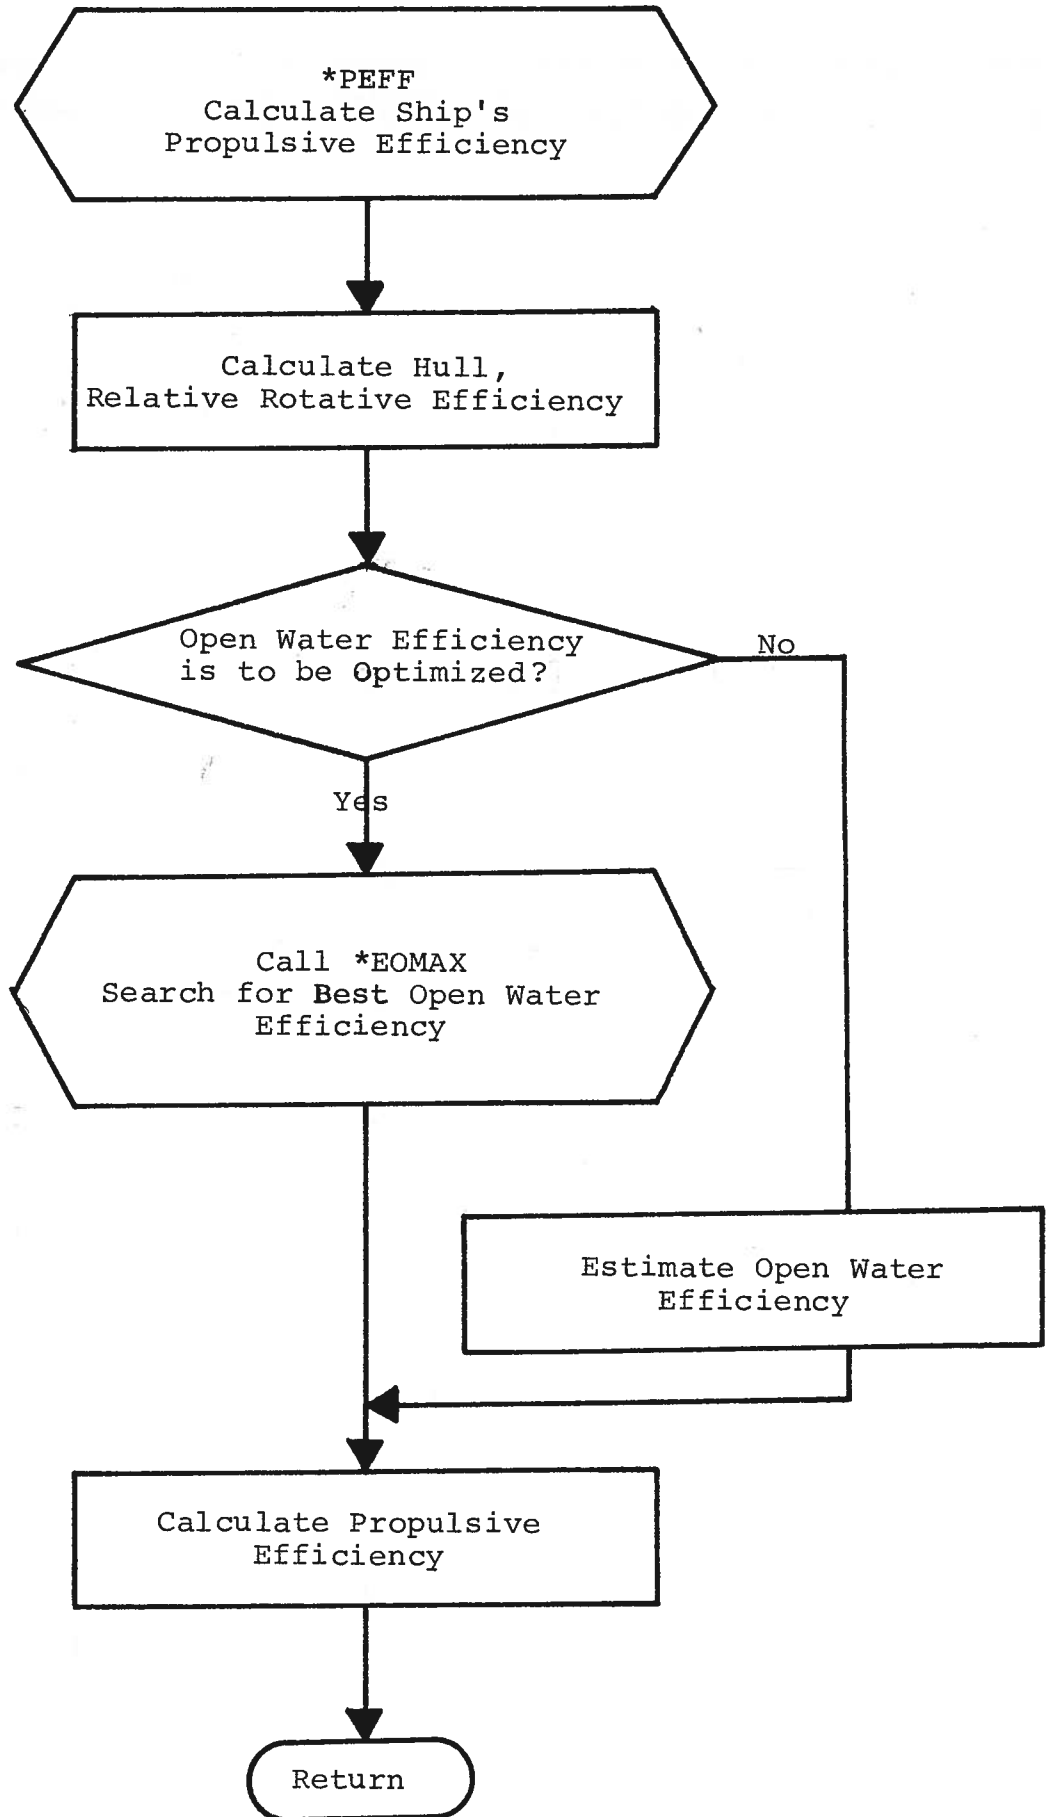 *PEFF
Calculate Ship's
Propulsive Efficiency
Calculate Hull,
Relative Rotative Efficiency
Open Water Efficiency
is to be Optimized?
No
Yes
Call *EOMAX
Search for Best Open Water
Efficiency
Estimate Open Water
Efficiency
Calculate Propulsive
Efficiency
Return